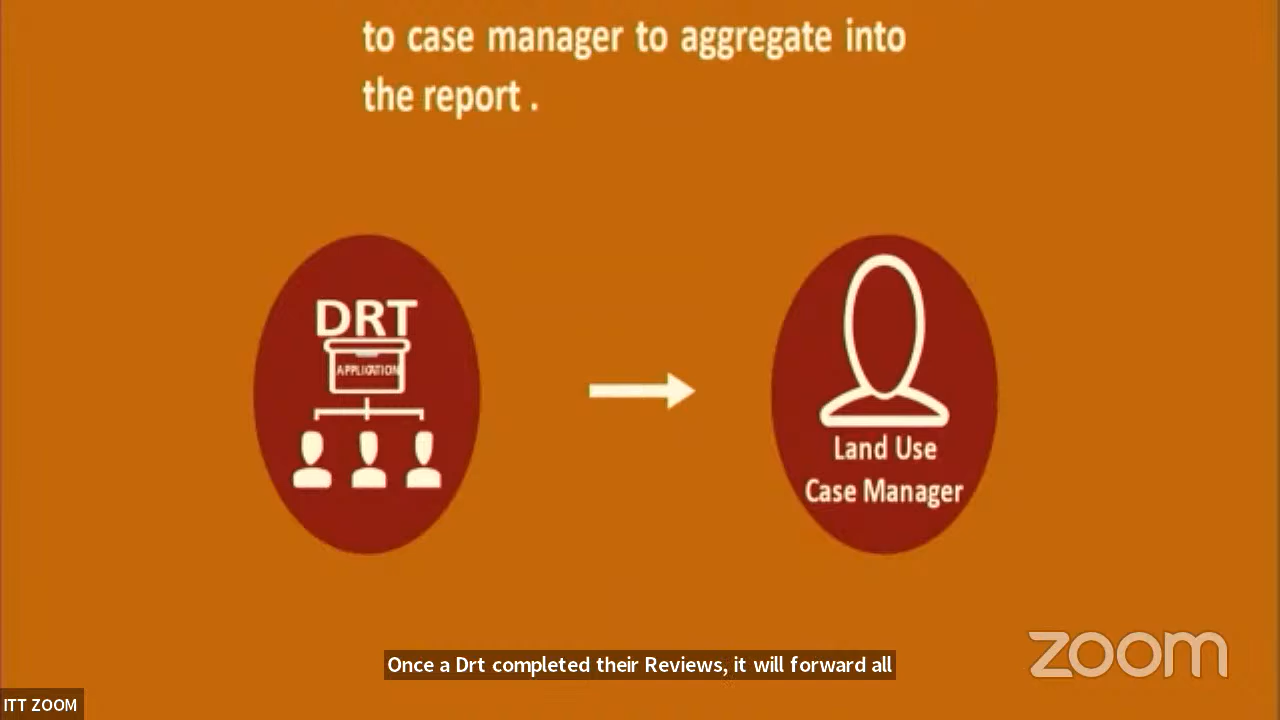 to case manager to aggregate into
the report .
DRT
APPLICATION
Land Use
Case Manager
Once a Drt completed their Reviews, it will forward all
zoom
ITT ZOOM